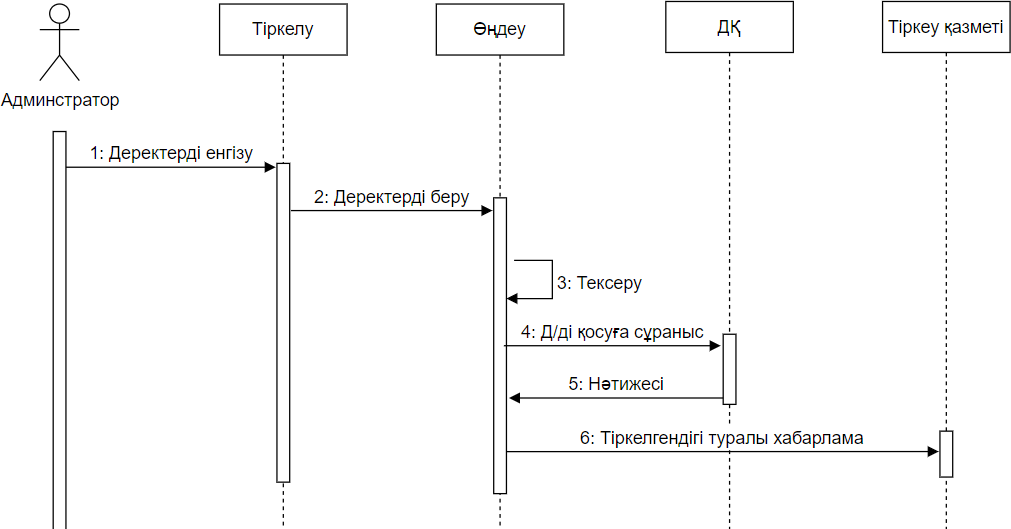 Тіркелу
Өңдеу
ДҚ
Тіркеу қазметі
Админстратор
1: Деректерді енгізу
2: Деректерді беру
3: Тексеру
4: Д/ді қосуға сұраныс
5: Нәтижесі
6: Тіркелгендігі туралы хабарлама